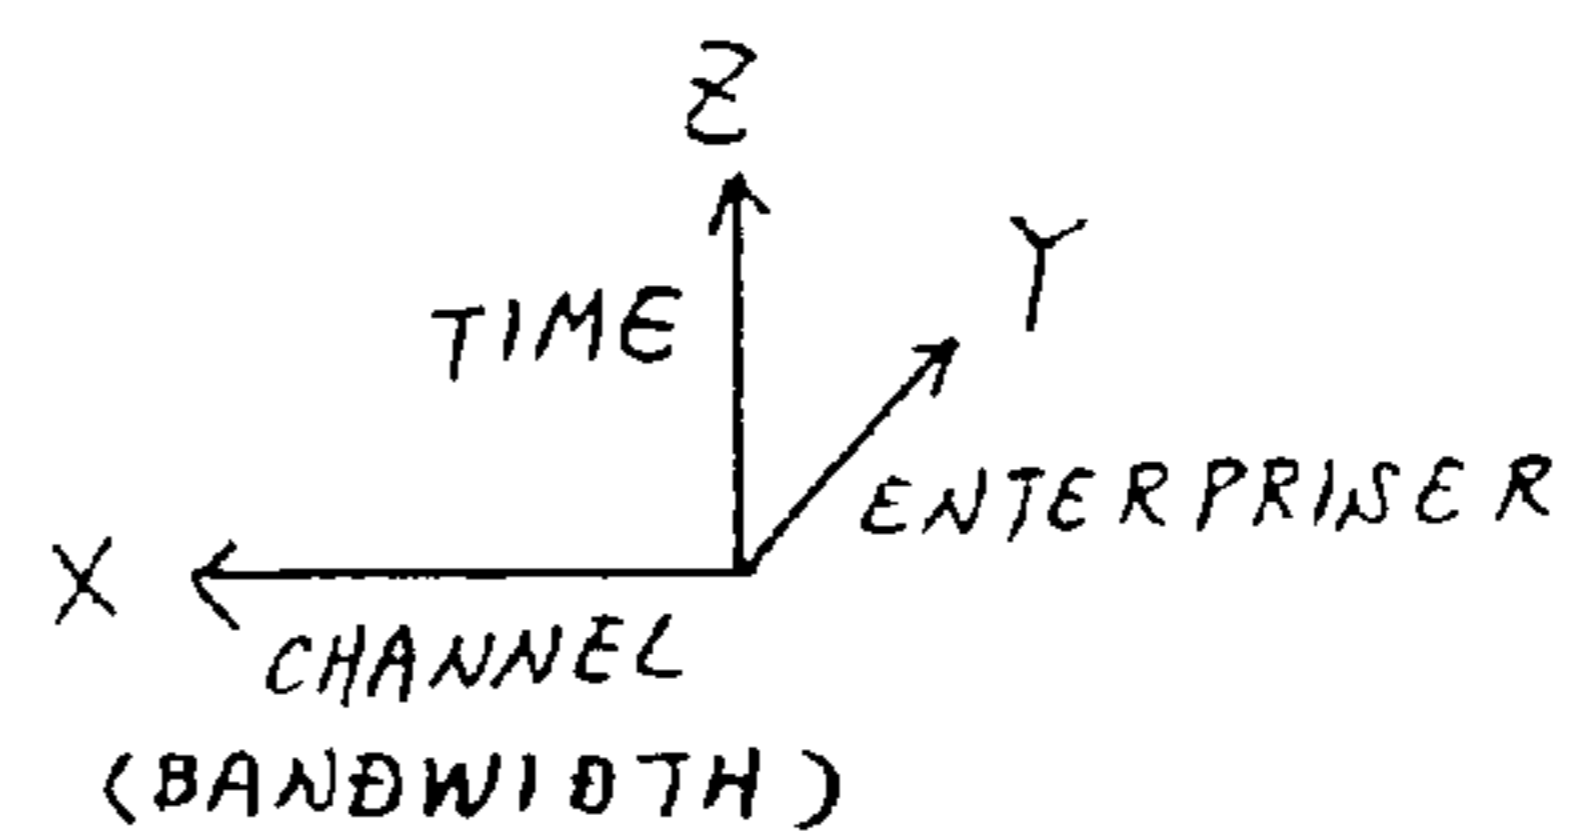 Z
Y
TIME
ENTERPRISER
X
CHANNEL
(BANDWIDTH)